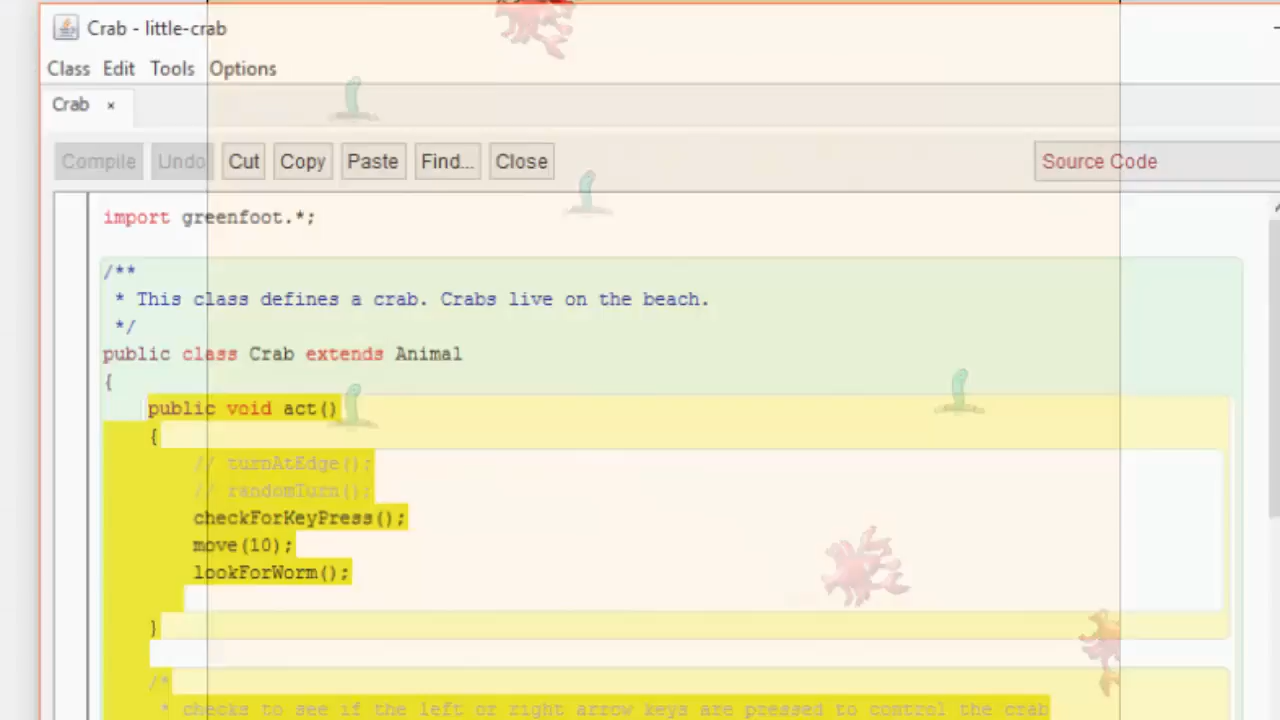 Crab - little-crab
Class Edit Tools Options
Crab ×
Compile Undo Cut Copy Paste Find... Close Source Code
import greenfoot.*;
/**
* This class defines a crab. Crabs live on the beach.
*/
public class Crab extends Animal
{
public void act()
{
// turnAtEdge();
// randomTurn();
checkForKeyPress();
move(10);
lookForWorm();
}
/*
* checks to see if the left or right arrow keys are pressed to control the crab